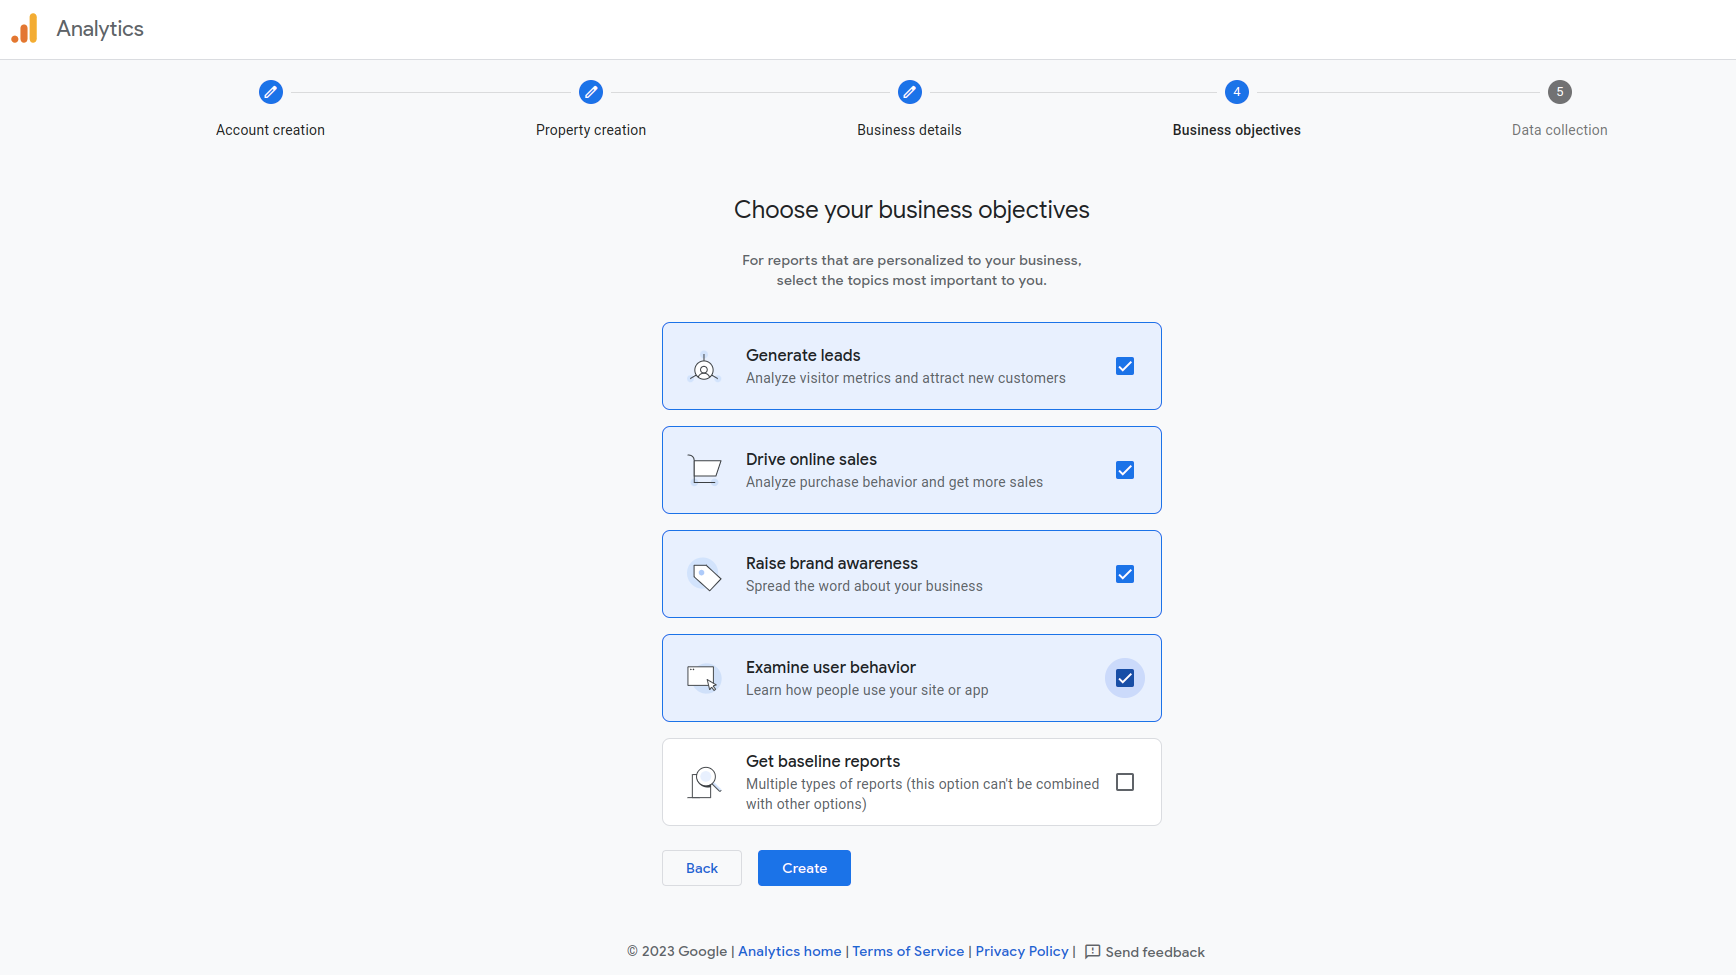 Analytics
Account creation
Property creation
Business details
4
Business objectives
5
Data collection
Choose your business objectives
For reports that are personalized to your business,
select the topics most important to you.
Generate leads
Analyze visitor metrics and attract new customers
Drive online sales
Analyze purchase behavior and get more sales
Raise brand awareness
Spread the word about your business
Examine user behavior
Learn how people use your site or app
Get baseline reports
Multiple types of reports (this option can't be combined
with other options)
Back
Create
© 2023 Google | Analytics home | Terms of Service | Privacy Policy | Send feedback